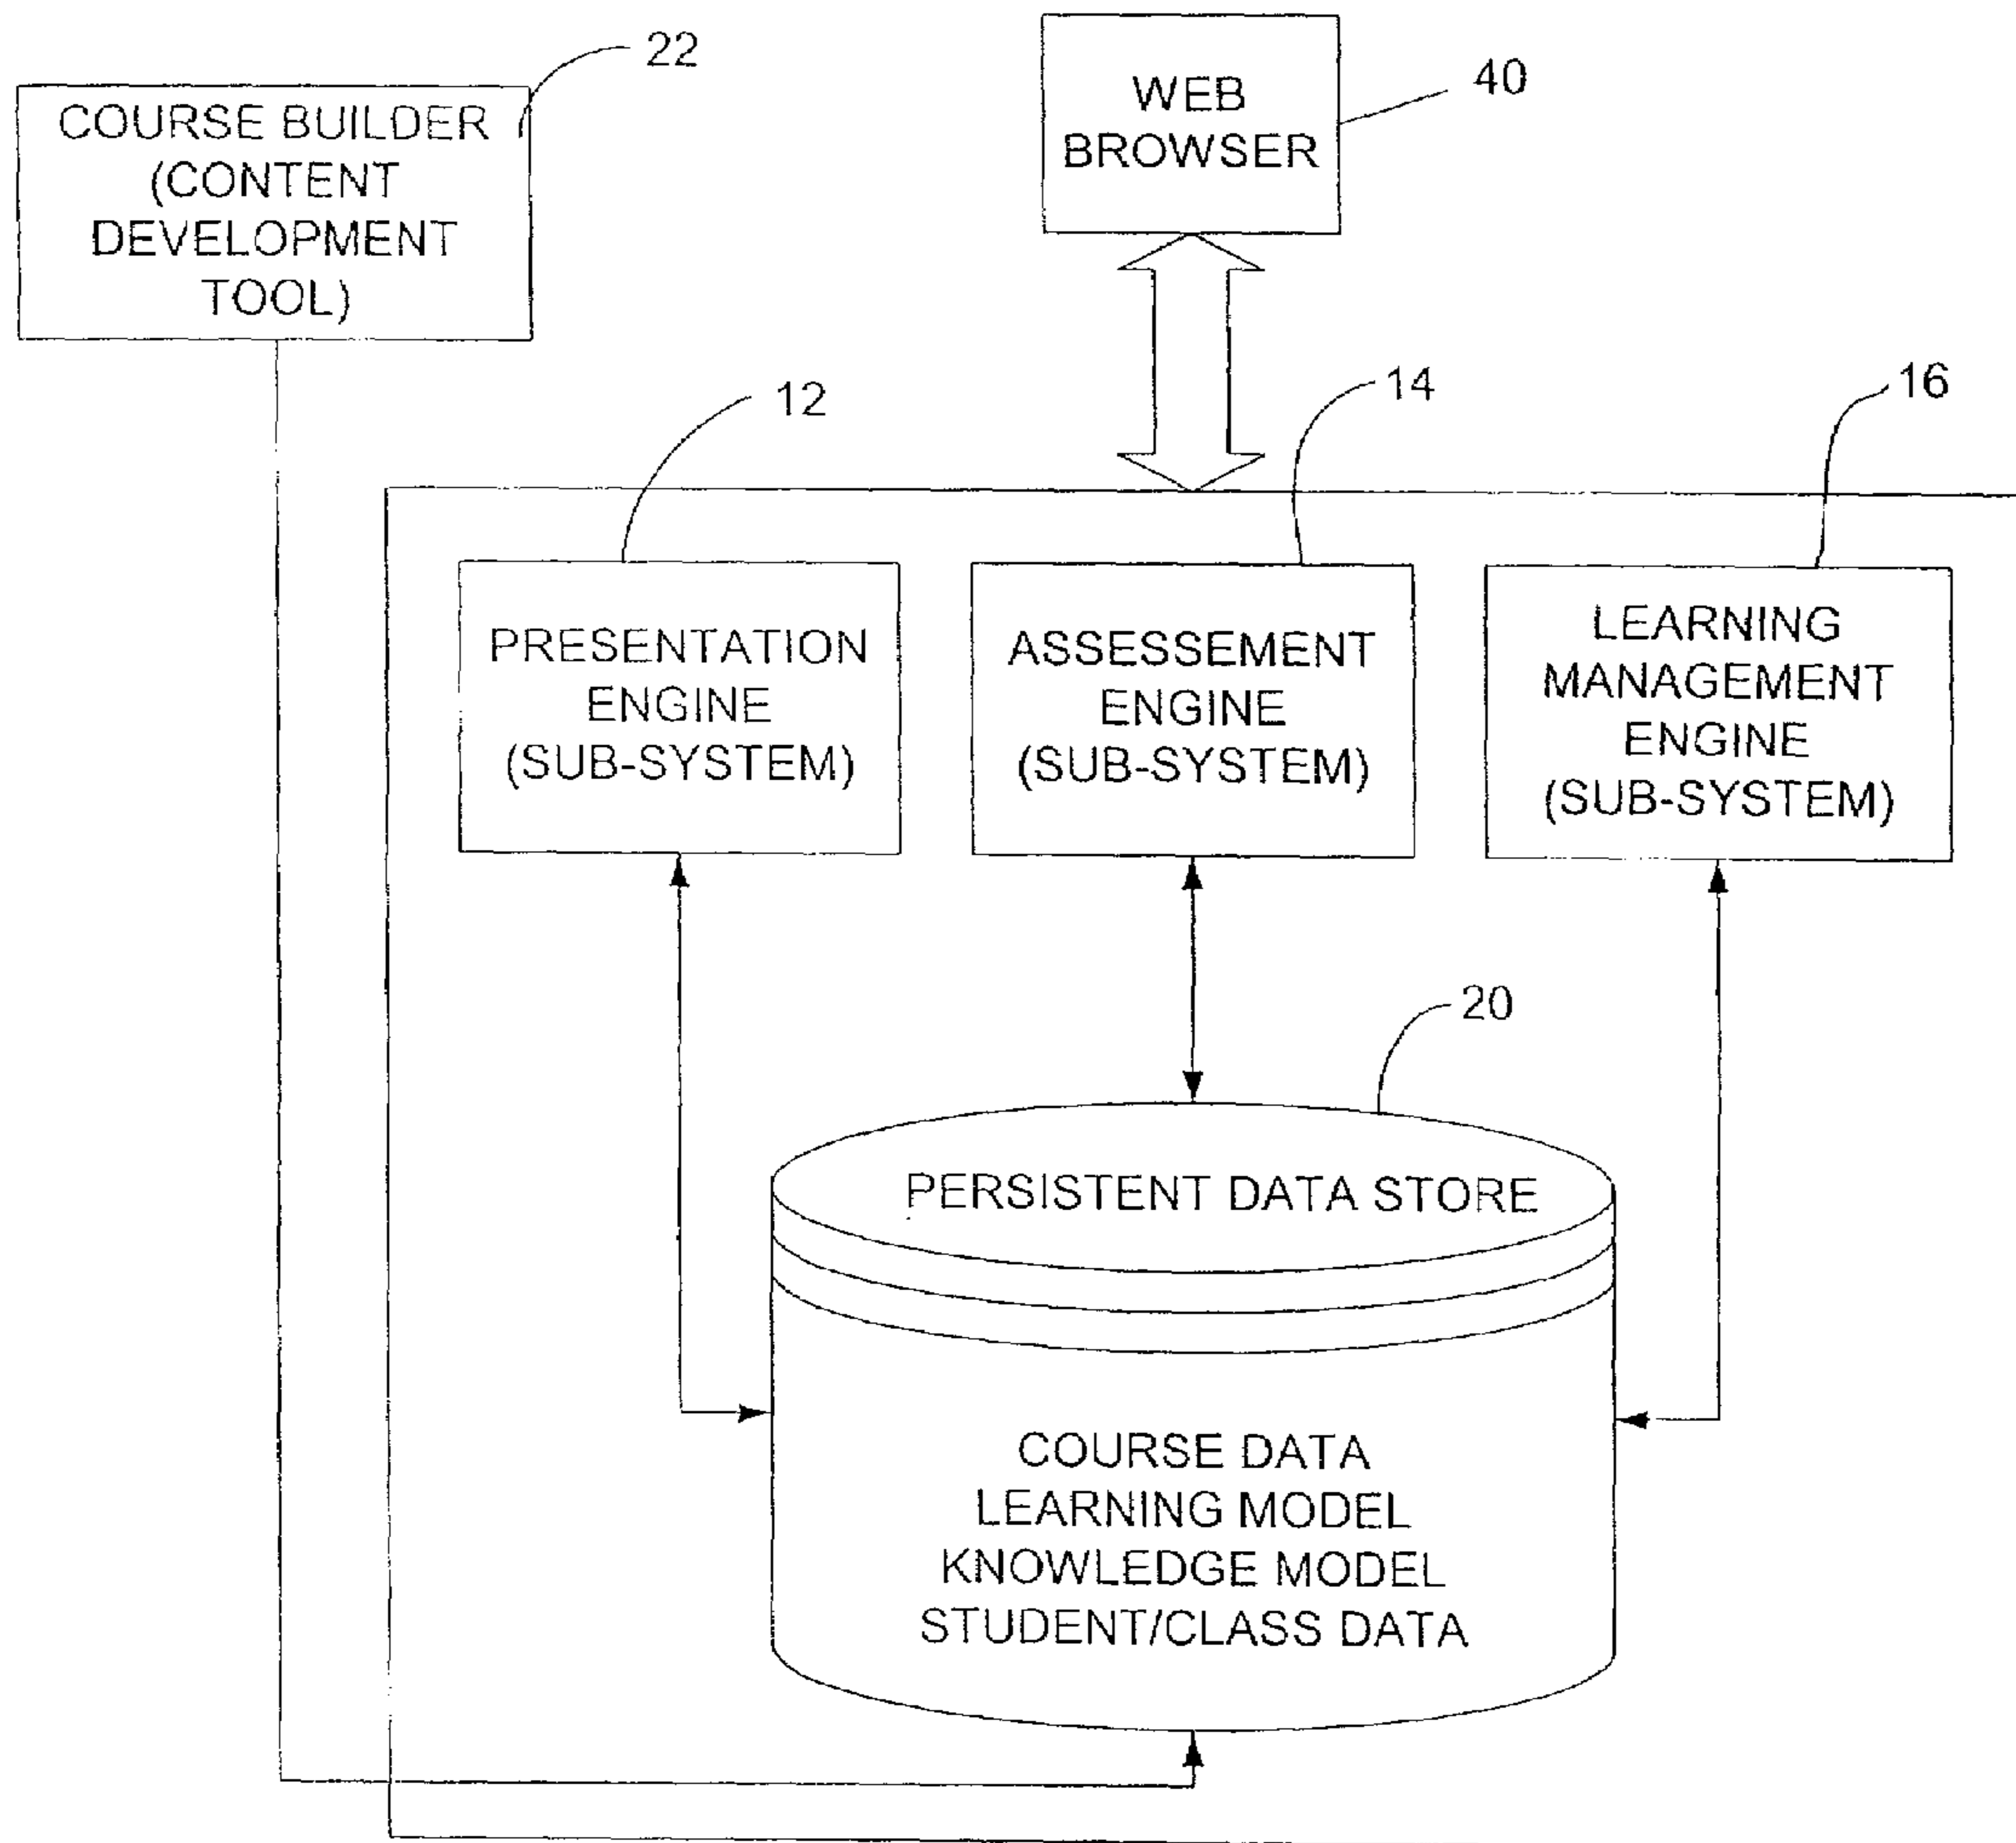 22
COURSE BUILDER
(CONTENT
DEVELOPMENT
TOOL)
WEB
BROWSER
40
12
14
16
PRESENTATION
ENGINE
(SUB-SYSTEM)
ASSESSEMENT
ENGINE
(SUB-SYSTEM)
LEARNING
MANAGEMENT
ENGINE
(SUB-SYSTEM)
20
PERSISTENT DATA STORE
COURSE DATA
LEARNING MODEL
KNOWLEDGE MODEL
STUDENT/CLASS DATA